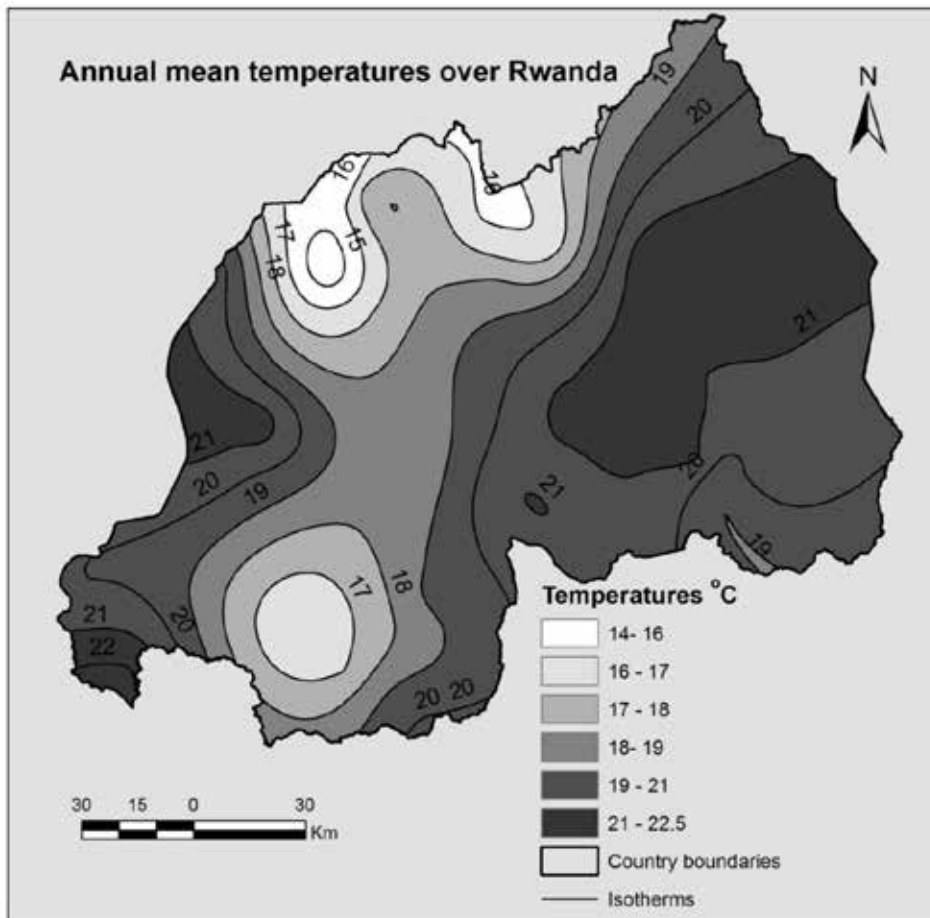 Annual mean temperatures over Rwanda
N
19
20
16
16
17
15
18
21
21
20
19
20
21
19
17
18
21
20
22
20 20
Temperatures °C
14- 16
16 - 17
17 - 18
18- 19
19 - 21
21 - 22.5
Country boundaries
Isotherms
30 15 0 30
Km